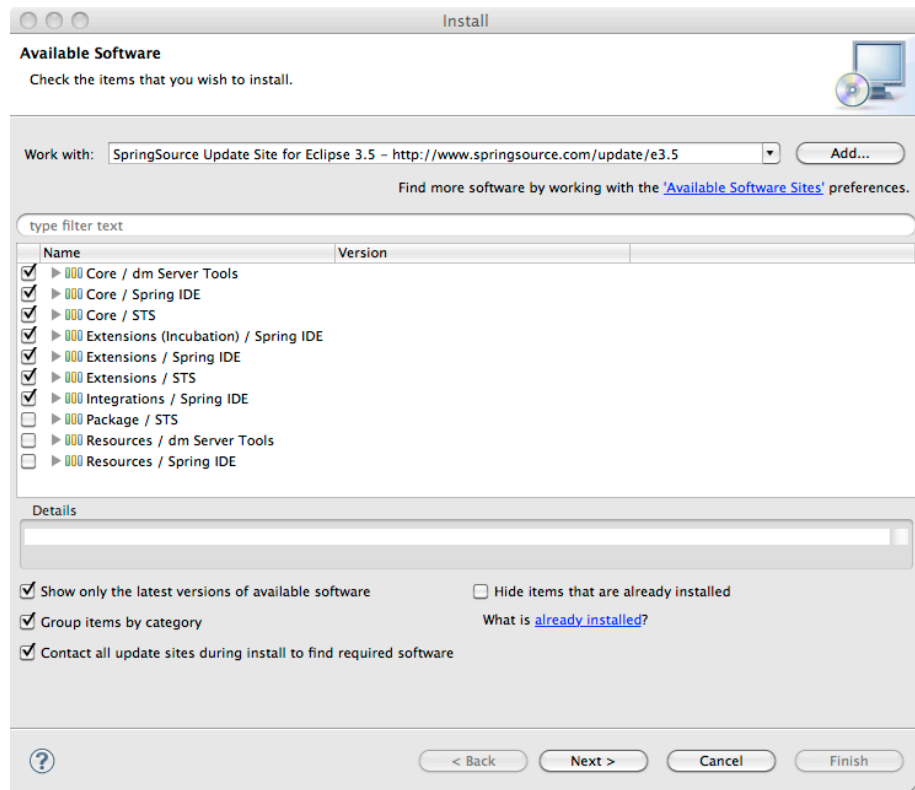 Install
Available Software
Check the items that you wish to install.
Work with: SpringSource Update Site for Eclipse 3.5 – http://www.springsource.com/update/e3.5 Add...
Find more software by working with the 'Available Software Sites' preferences.
type filter text
Name Version
Core / dm Server Tools
Core / Spring IDE
Core / STS
Extensions (Incubation) / Spring IDE
Extensions / Spring IDE
Extensions / STS
Integrations / Spring IDE
Package / STS
Resources / dm Server Tools
Resources / Spring IDE
Details
Show only the latest versions of available software Hide items that are already installed
Group items by category What is already installed?
Contact all update sites during install to find required software
? < Back Next > Cancel Finish